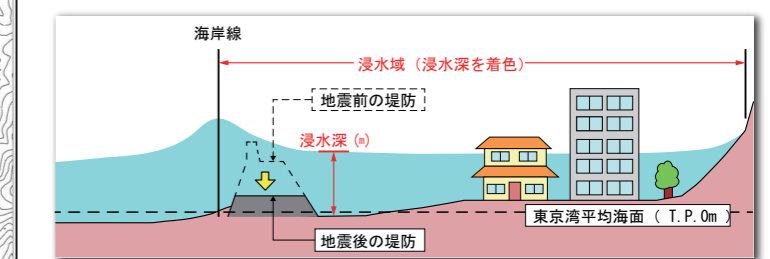 海岸線
浸水域（浸水深を着色）
地震前の堤防
浸水深(m)
東京湾平均海面（T.P.0m）
地震後の堤防